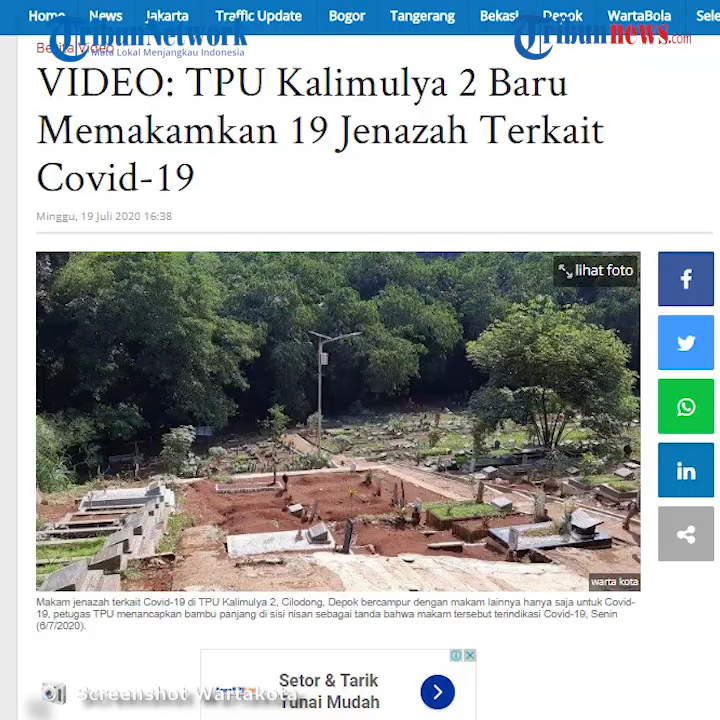 Home News Jakarta Traffic Update Bogor Tangerang Bekasi Depok WartaBola
TribunNetwork
Mata Lokal Menjangkau Indonesia
Tribunnews.com
Berita Video
VIDEO: TPU Kalimulya 2 Baru
Memakamkan 19 Jenazah Terkait
Covid-19
Minggu, 19 Juli 2020 16:38
lihat foto
warta kota
Makam jenazah terkait Covid-19 di TPU Kalimulya 2, Cilodong, Depok bercampur dengan makam lainnya hanya saja untuk Covid-
19, petugas TPU menancapkan bambu panjang di sisi nisan sebagai tanda bahwa makam tersebut terindikasi Covid-19, Senin
(6/7/2020).
Setor & Tarik
Tunai Mudah
Screenshot Wartakota